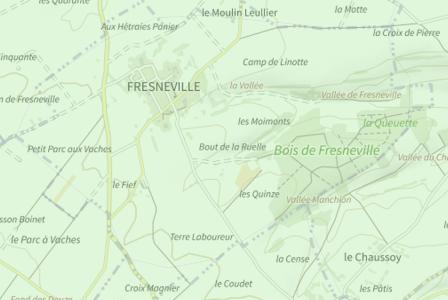 les Quarante
le Moulin Leullier
la Motte
Aux Hêtraies Panier
la Croix de Pierre
inquante
Camp de Linotte
FRESNEVILLE
la Vallée
Vallée de Fresneville
n de Fresneville
les Moimonts
la Queuette
Petit Parc aux Vaches
Bout de la Ruelle
Bois de Fresneville
Vallée du Ch
le Fief
les Quinze
Vallée Manchion
sson Boinet
le Parc à Vaches
Terre Laboureur
la Cense
le Chaussoy
Croix Magnier
le Coudet
les Pâtis
Fond des Douze